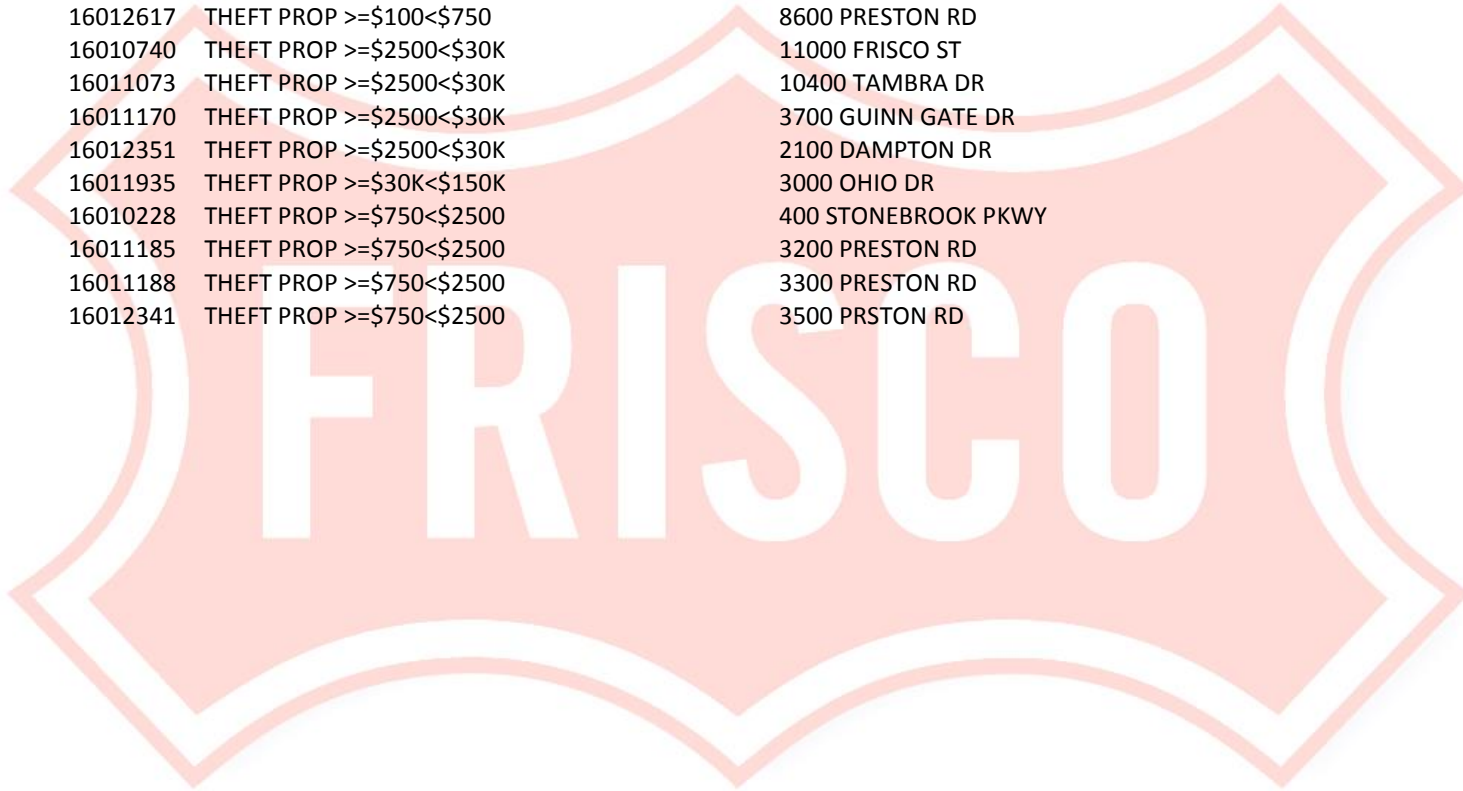 16012617 THEFT PROP >=$100<$750 8600 PRESTON RD
16010740 THEFT PROP >=$2500<$30K 11000 FRISCO ST
16011073 THEFT PROP >=$2500<$30K 10400 TAMBRA DR
16011170 THEFT PROP >=$2500<$30K 3700 GUINN GATE DR
16012351 THEFT PROP >=$2500<$30K 2100 DAMPTON DR
16011935 THEFT PROP >=$30K<$150K 3000 OHIO DR
16010228 THEFT PROP >=$750<$2500 400 STONEBROOK PKWY
16011185 THEFT PROP >=$750<$2500 3200 PRESTON RD
16011188 THEFT PROP >=$750<$2500 3300 PRESTON RD
16012341 THEFT PROP >=$750<$2500 3500 PRSTON RD
FRISCO